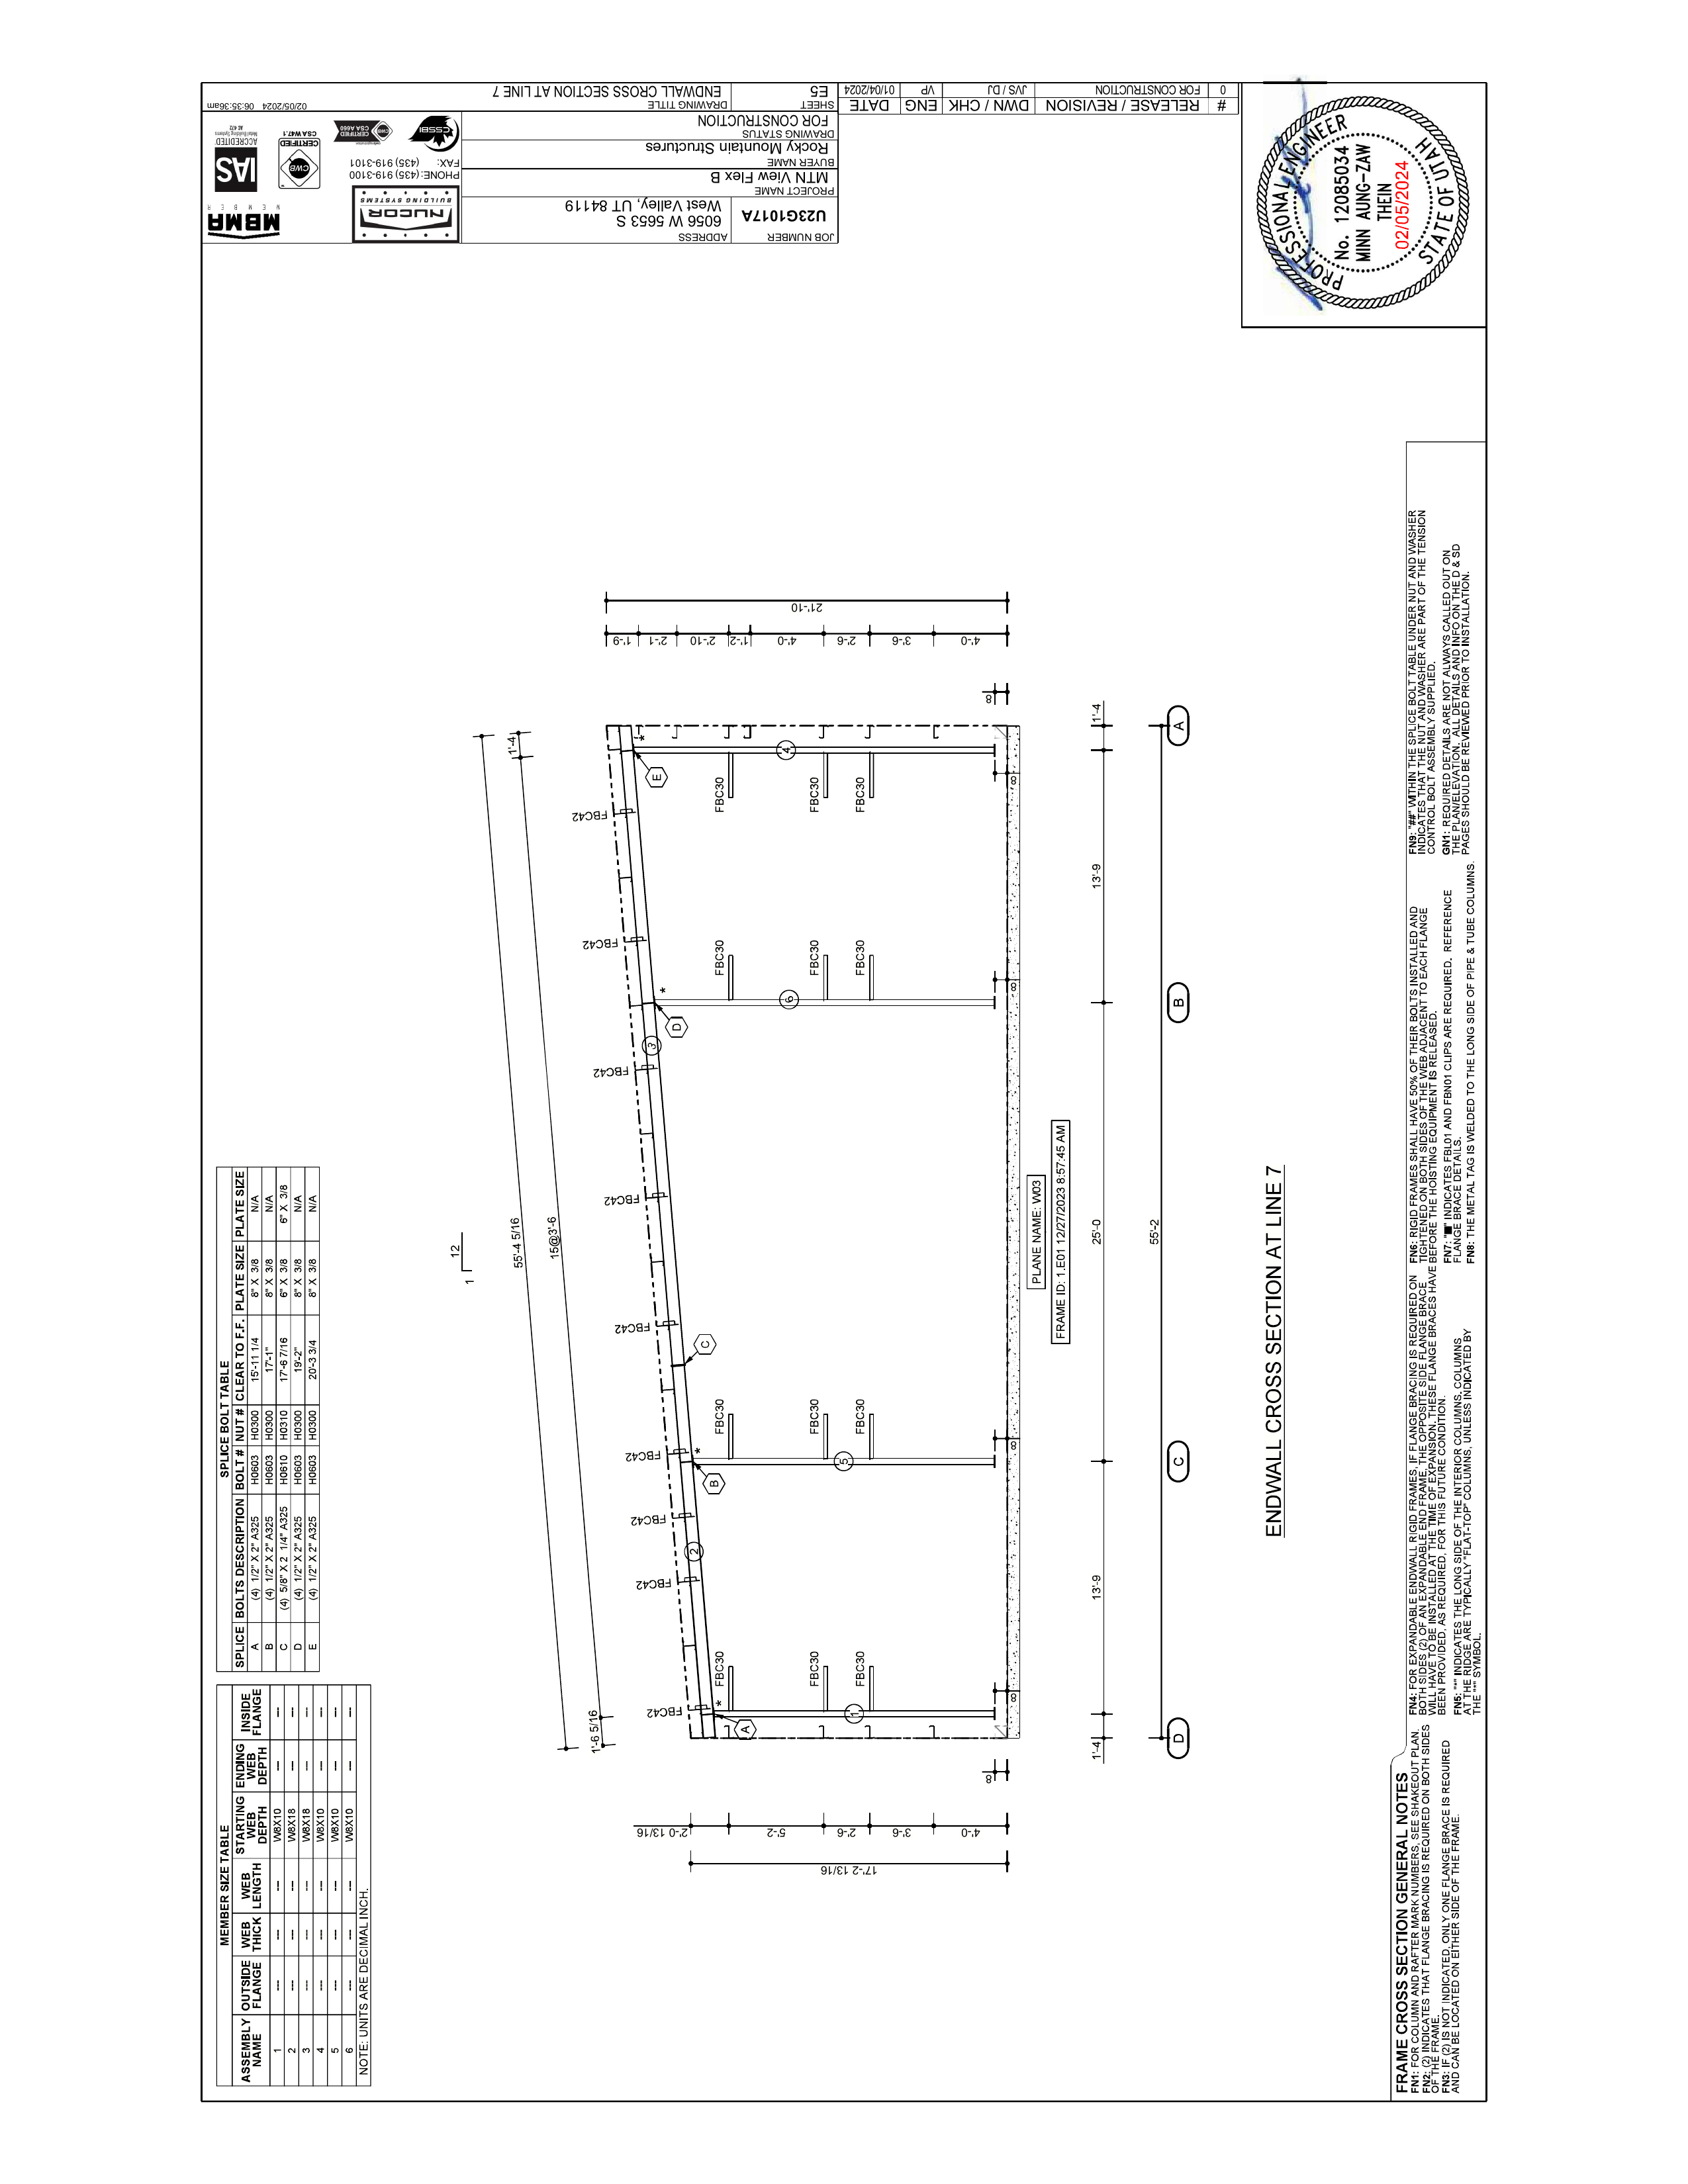 MEMBER SIZE TABLE
ASSEMBLY NAME OUTSIDE FLANGE WEB THICK WEB LENGTH STARTING WEB DEPTH ENDING WEB DEPTH INSIDE FLANGE
1 --- --- --- W8X10 --- ---
2 --- --- --- W8X18 --- ---
3 --- --- --- W8X18 --- ---
4 --- --- --- W8X10 --- ---
5 --- --- --- W8X10 --- ---
6 --- --- --- W8X10 --- ---
NOTE: UNITS ARE DECIMAL INCH.
SPLICE BOLT TABLE
SPLICE BOLTS DESCRIPTION BOLT # NUT # CLEAR TO F.F. PLATE SIZE PLATE SIZE
A (4) 1/2" X 2" A325 H0603 H0300 15'-11 1/4 8" X 3/8 N/A
B (4) 1/2" X 2" A325 H0603 H0300 17'-1" 8" X 3/8 N/A
C (4) 5/8" X 2 1/4" A325 H0610 H0310 17'-6 7/16 6" X 3/8 6" X 3/8
D (4) 1/2" X 2" A325 H0603 H0300 19'-2" 8" X 3/8 N/A
E (4) 1/2" X 2" A325 H0603 H0300 20'-3 3/4 8" X 3/8 N/A
12
1
55'-4 5/16
15@3'-6
1'-6 5/16
1'-4
FBC42
FBC42
FBC42
FBC42
FBC42
FBC42
FBC42
FBC42
FBC42
A
B
C
D
E
*
*
*
*
1
2
3
4
5
6
FBC30
FBC30
FBC30
FBC30
FBC30
FBC30
FBC30
FBC30
FBC30
FBC30
FBC30
FBC30
17'-2 13/16
2'-0 13/16
5'-2
2'-6
3'-6
4'-0
21'-10
1'-9
2'-1
2'-10
1'-2
4'-0
2'-6
3'-6
4'-0
8
8
8
8
8
8
PLANE NAME: W03
FRAME ID: 1.E01 12/27/2023 8:57:45 AM
1'-4
13'-9
25'-0
13'-9
1'-4
55'-2
D
C
B
A
ENDWALL CROSS SECTION AT LINE 7
FRAME CROSS SECTION GENERAL NOTES
FN1: FOR COLUMN AND RAFTER MARK NUMBERS, SEE SHAKEOUT PLAN.
FN2: (2) INDICATES THAT FLANGE BRACING IS REQUIRED ON BOTH SIDES
OF THE FRAME.
FN3: IF (2) IS NOT INDICATED, ONLY ONE FLANGE BRACE IS REQUIRED
AND CAN BE LOCATED ON EITHER SIDE OF THE FRAME.
FN4: FOR EXPANDABLE ENDWALL RIGID FRAMES, IF FLANGE BRACING IS REQUIRED ON
BOTH SIDES (2) OF AN EXPANDABLE END FRAME, THE OPPOSITE SIDE FLANGE BRACE
WILL HAVE TO BE INSTALLED AT THE TIME OF EXPANSION. THESE FLANGE BRACES HAVE
BEEN PROVIDED, AS REQUIRED, FOR THIS FUTURE CONDITION.
FN5: "*" INDICATES THE LONG SIDE OF THE INTERIOR COLUMNS. COLUMNS
AT THE RIDGE ARE TYPICALLY "FLAT-TOP" COLUMNS, UNLESS INDICATED BY
THE "*" SYMBOL.
FN6: RIGID FRAMES SHALL HAVE 50% OF THEIR BOLTS INSTALLED AND
TIGHTENED ON BOTH SIDES OF THE WEB ADJACENT TO EACH FLANGE
BEFORE THE HOISTING EQUIPMENT IS RELEASED.
FN7: "■" INDICATES FBL01 AND FBN01 CLIPS ARE REQUIRED. REFERENCE
FLANGE BRACE DETAILS.
FN8: THE METAL TAG IS WELDED TO THE LONG SIDE OF PIPE & TUBE COLUMNS.
FN9: "##" WITHIN THE SPLICE BOLT TABLE UNDER NUT AND WASHER
INDICATES THAT THE NUT AND WASHER ARE PART OF THE TENSION
CONTROL BOLT ASSEMBLY SUPPLIED.
GN1: REQUIRED DETAILS ARE NOT ALWAYS CALLED OUT ON
THE PLAN/ELEVATION. ALL DETAILS AND INFO ON THE D & SD
PAGES SHOULD BE REVIEWED PRIOR TO INSTALLATION.
PROFESSIONAL ENGINEER
No. 12085034
MINN AUNG-ZAW
THEIN
02/05/2024
STATE OF UTAH
# RELEASE / REVISION DWN / CHK ENG DATE
0 FOR CONSTRUCTION JVS / DJ VP 01/04/2024
JOB NUMBER
U23G1017A
ADDRESS
6056 W 5653 S
West Valley, UT 84119
PROJECT NAME
MTN View Flex B
BUYER NAME
Rocky Mountain Structures
DRAWING STATUS
FOR CONSTRUCTION
SHEET
E5
DRAWING TITLE
ENDWALL CROSS SECTION AT LINE 7
NUCOR
BUILDING SYSTEMS
PHONE: (435) 919-3100
FAX: (435) 919-3101
MBMA
MEMBER
IAS
ACCREDITED
Metal Building Systems
AC 472
CWB
CERTIFIED
CSA W47.1
CWB
CERTIFIED
CSA A660
CSSBI
02/05/2024 06:35:36am